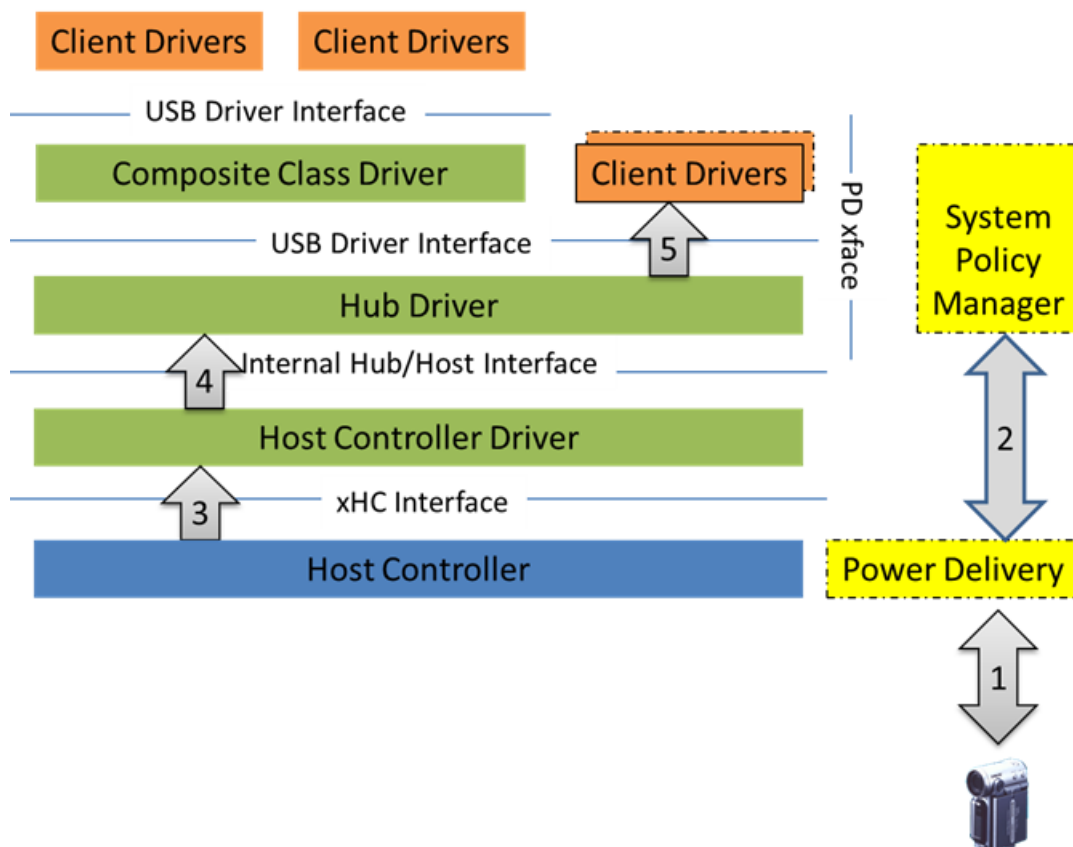 Client Drivers
Client Drivers
USB Driver Interface
Composite Class Driver
Client Drivers
PD xface
System
Policy
Manager
USB Driver Interface
5
Hub Driver
Internal Hub/Host Interface
4
2
Host Controller Driver
xHC Interface
3
Host Controller
Power Delivery
1